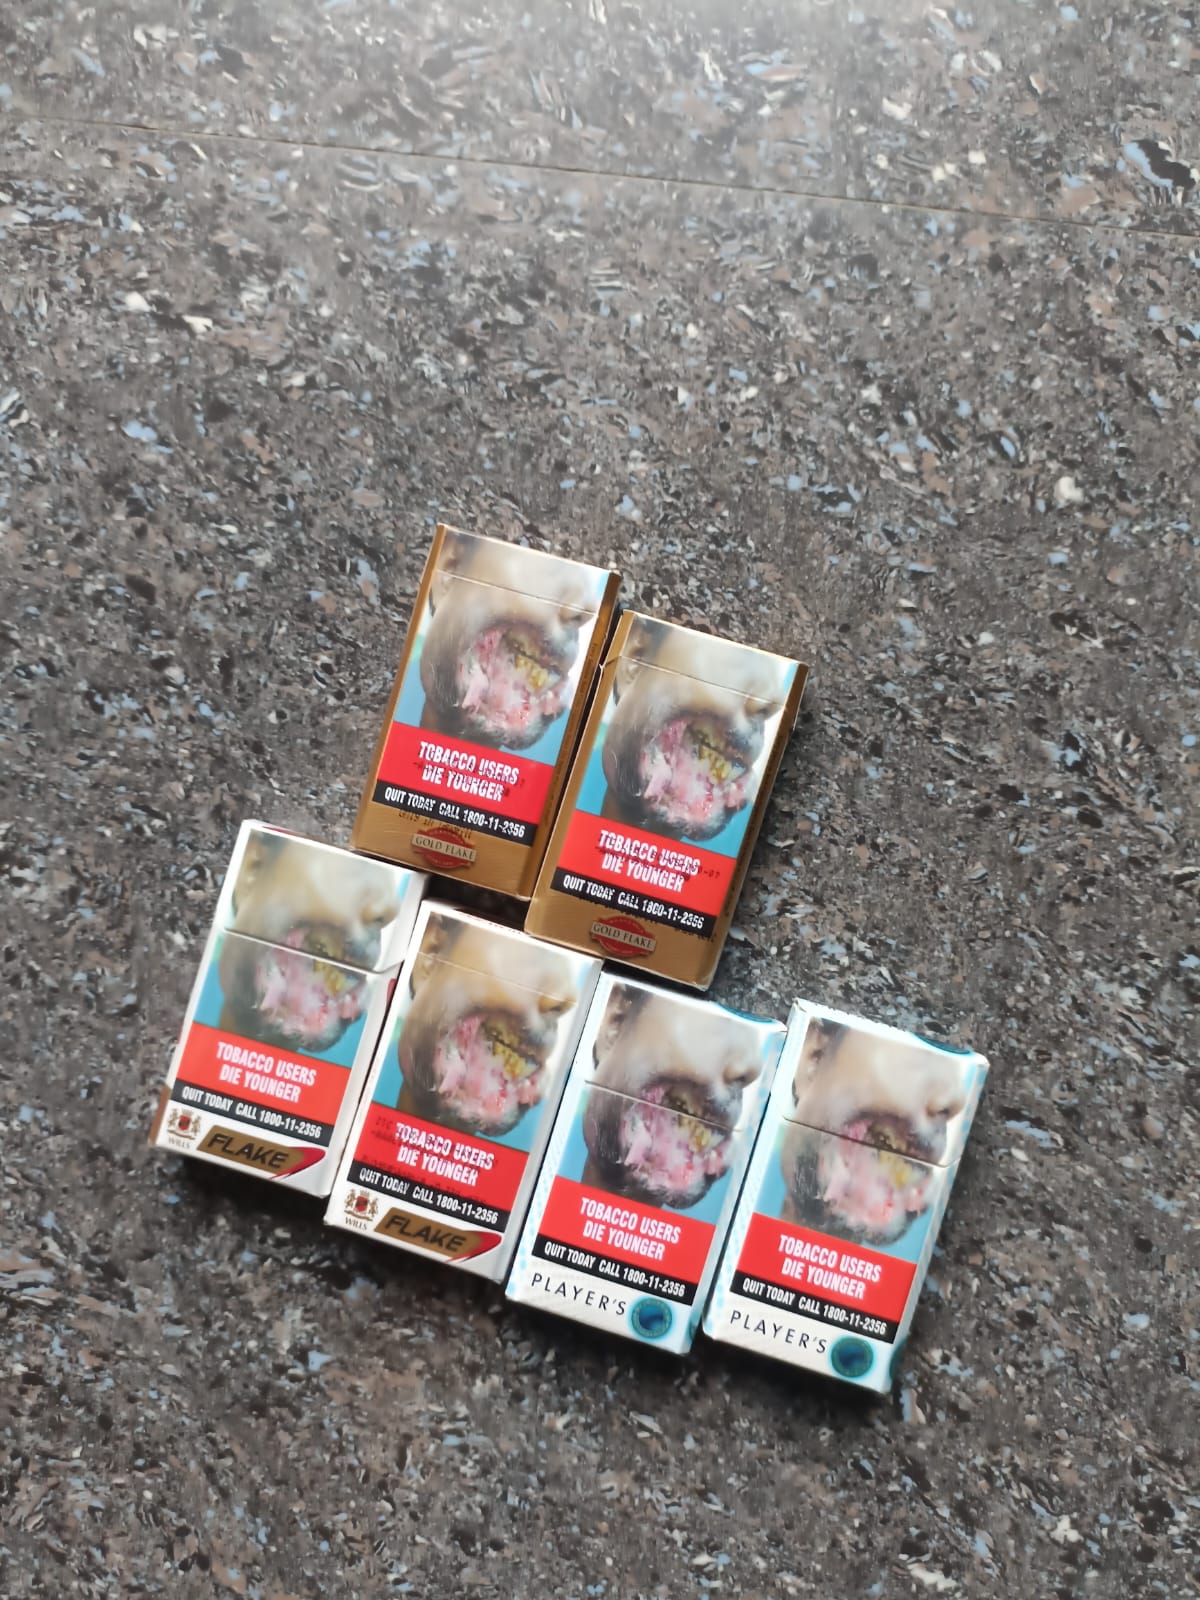 TOBACCO USERS
DIE YOUNGER
QUIT TODAY CALL 1800-11-2356
GOLD FLAKE
TOBACCO USERS
DIE YOUNGER
QUIT TODAY CALL 1800-11-2356
GOLD FLAKE
TOBACCO USERS
DIE YOUNGER
QUIT TODAY CALL 1800-11-2356
WILLS
FLAKE
TOBACCO USERS
DIE YOUNGER
QUIT TODAY CALL 1800-11-2356
WILLS
FLAKE
TOBACCO USERS
DIE YOUNGER
QUIT TODAY CALL 1800-11-2356
PLAYER'S
TOBACCO USERS
DIE YOUNGER
QUIT TODAY CALL 1800-11-2356
PLAYER'S